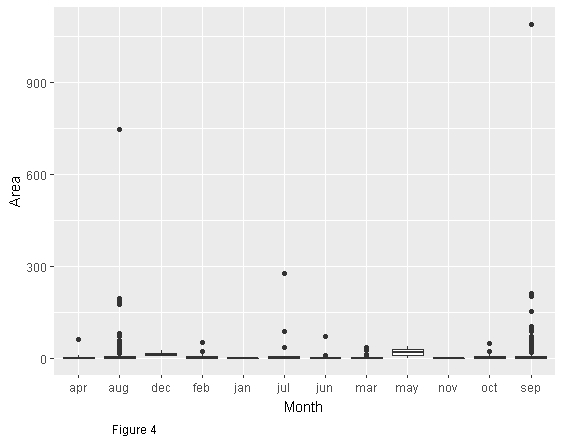 900
600
300
0
Area
apr aug dec feb jan jul jun mar may nov oct sep
Month
Figure 4